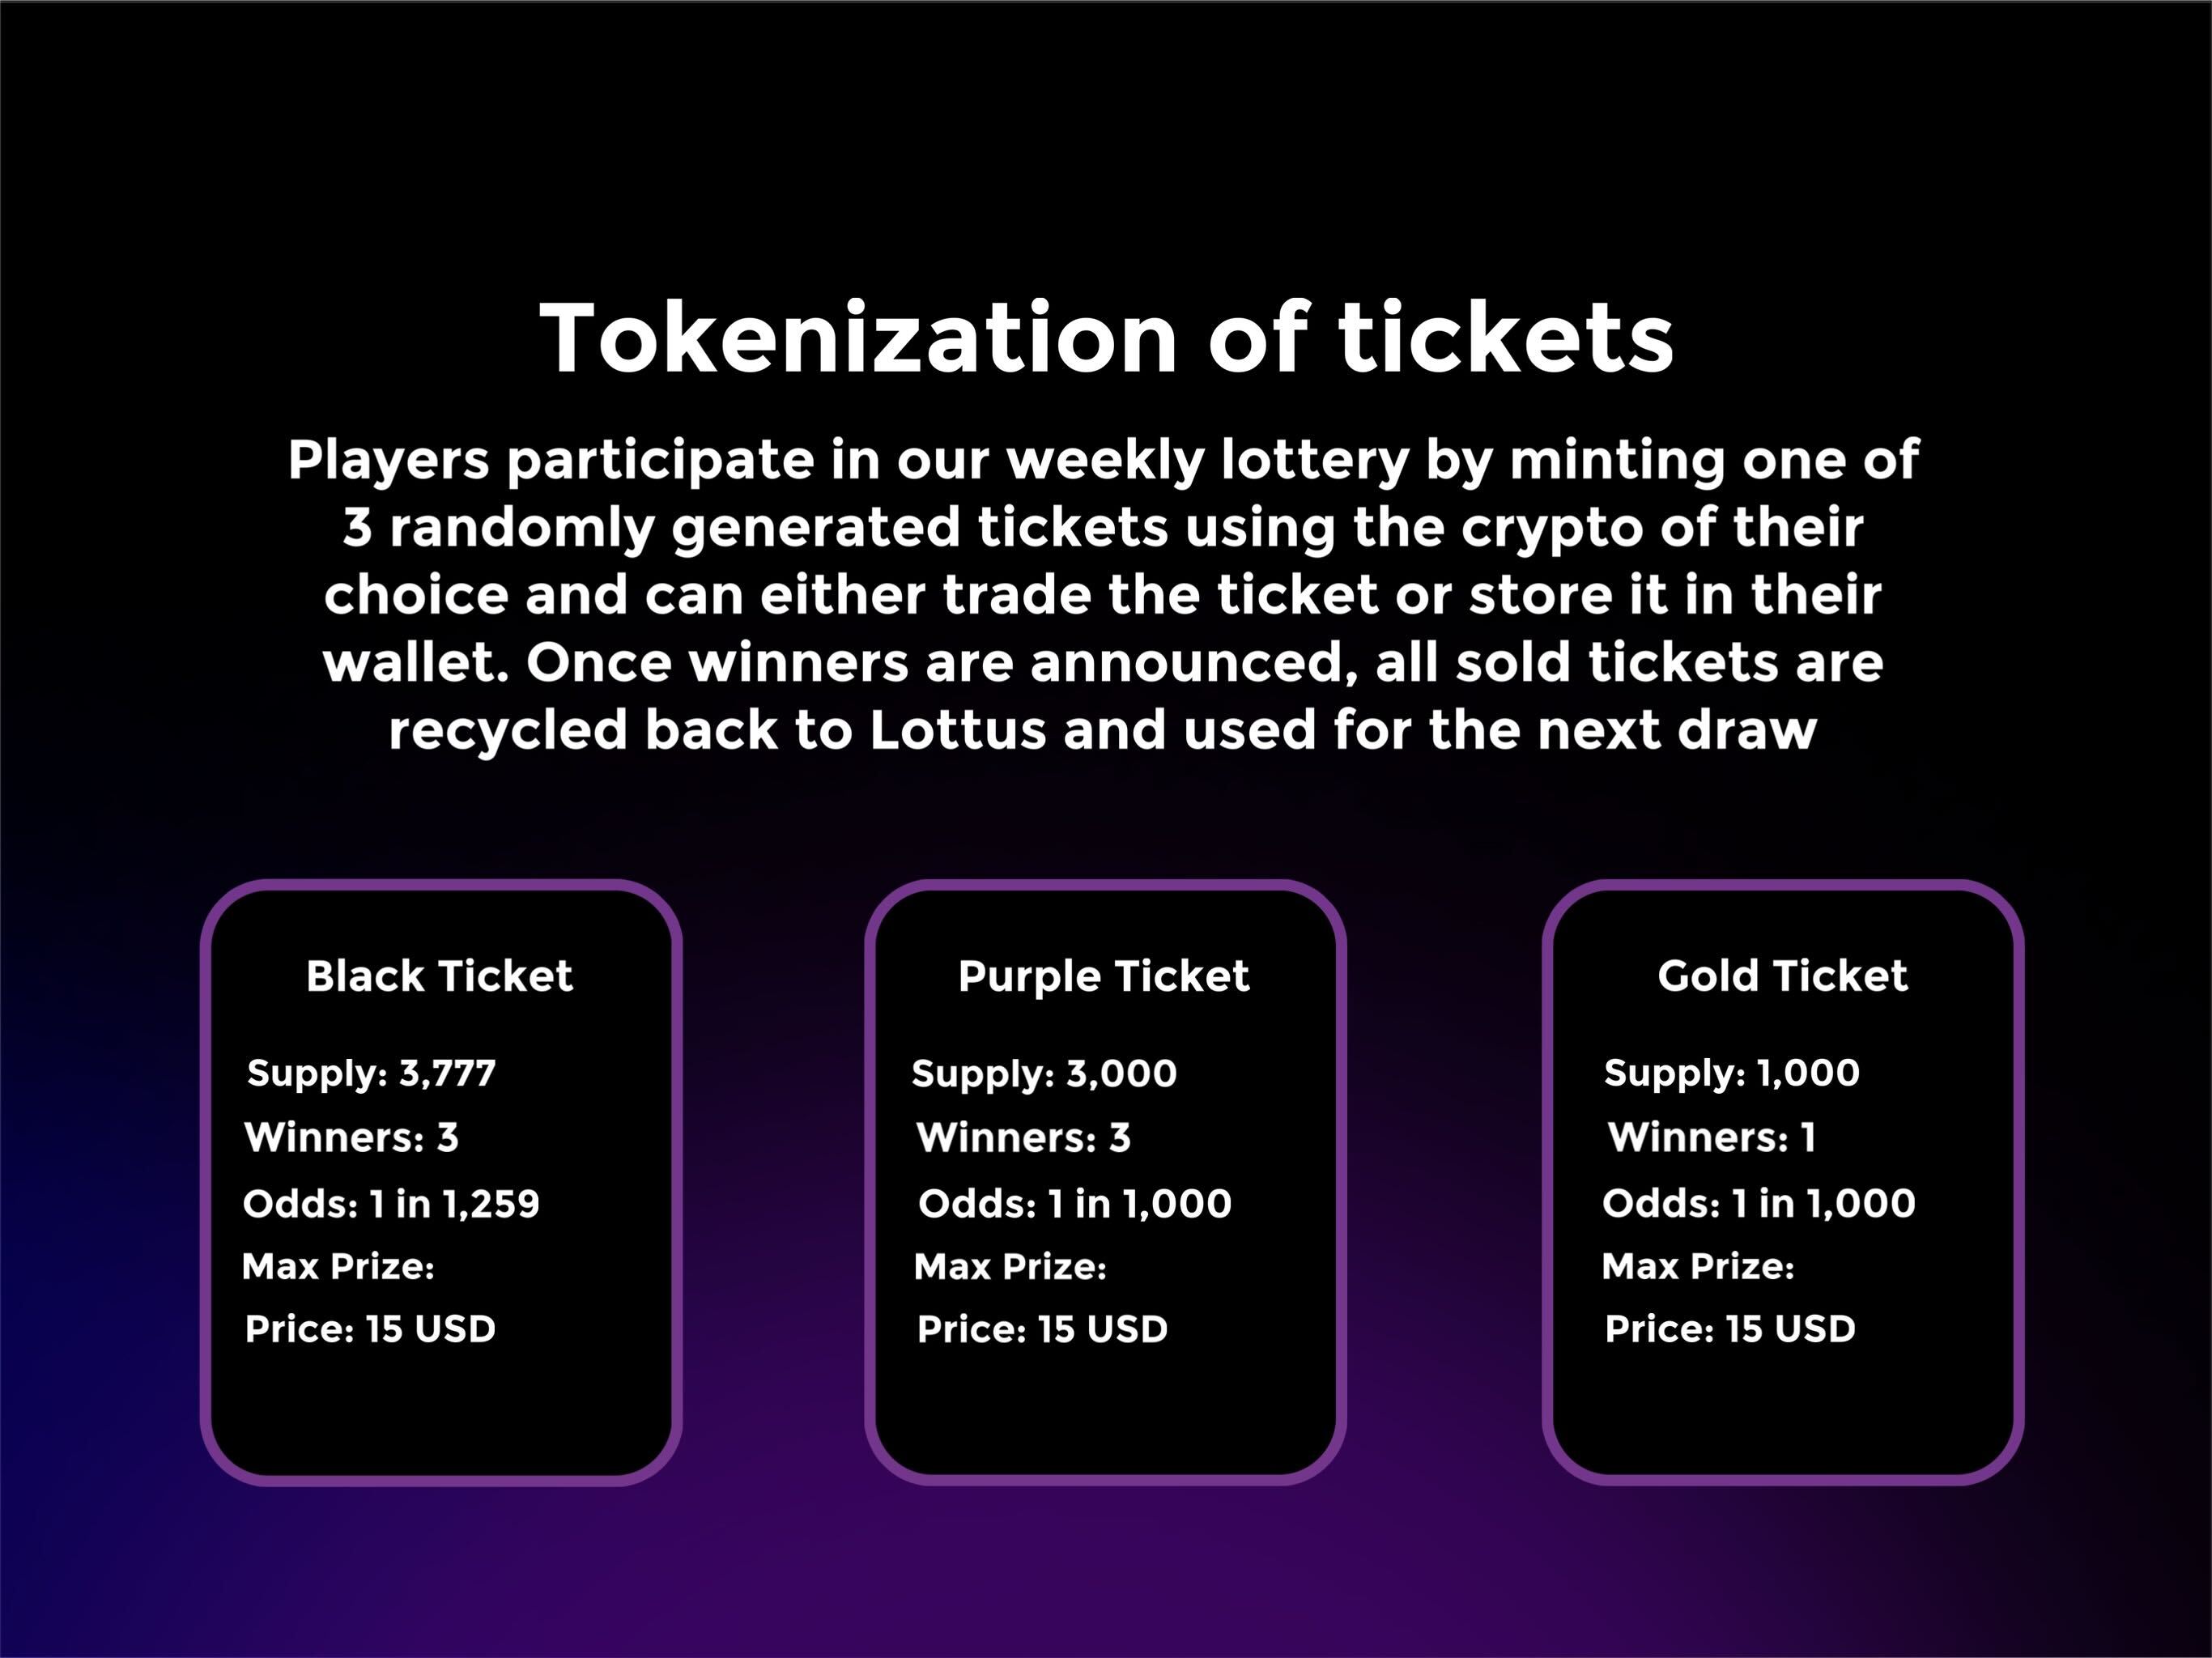 Tokenization of tickets
Players participate in our weekly lottery by minting one of
3 randomly generated tickets using the crypto of their
choice and can either trade the ticket or store it in their
wallet. Once winners are announced, all sold tickets are
recycled back to Lottus and used for the next draw
Black Ticket
Supply: 3,777
Winners: 3
Odds: 1 in 1,259
Max Prize:
Price: 15 USD
Purple Ticket
Supply: 3,000
Winners: 3
Odds: 1 in 1,000
Max Prize:
Price: 15 USD
Gold Ticket
Supply: 1,000
Winners: 1
Odds: 1 in 1,000
Max Prize:
Price: 15 USD